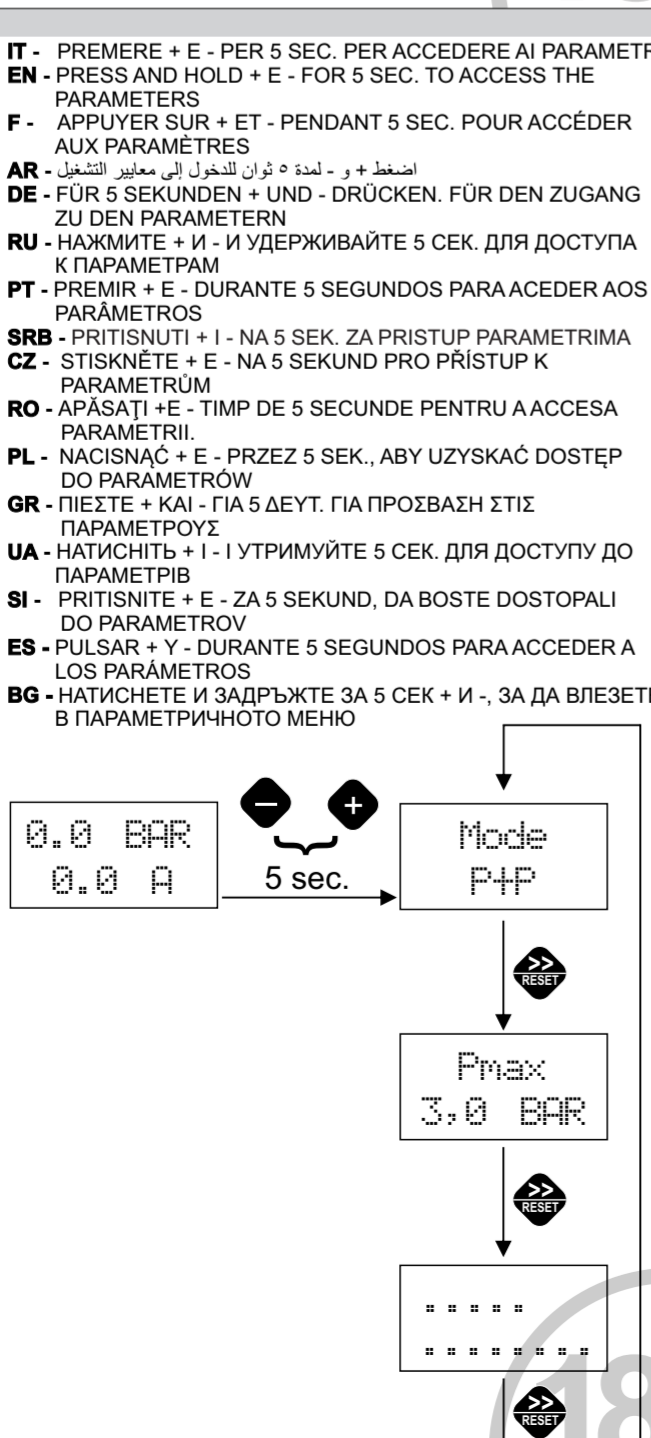 IT - PREMERE + E - PER 5 SEC. PER ACCEDERE AI PARAMETR
EN - PRESS AND HOLD + E - FOR 5 SEC. TO ACCESS THE
PARAMETERS
F - APPUYER SUR + ET - PENDANT 5 SEC. POUR ACCÉDER
AUX PARAMÈTRES
اضغط + و - لمدة ٥ ثوان للدخول إلى معايير التشغيل - AR
DE - FÜR 5 SEKUNDEN + UND - DRÜCKEN. FÜR DEN ZUGANG
ZU DEN PARAMETERN
RU - НАЖМИТЕ + И - И УДЕРЖИВАЙТЕ 5 СЕК. ДЛЯ ДОСТУПА
К ПАРАМЕТРАМ
PT - PREMIR + E - DURANTE 5 SEGUNDOS PARA ACEDER AOS
PARÂMETROS
SRB - PRITISNUTI + I - NA 5 SEK. ZA PRISTUP PARAMETRIMA
CZ - STISKNĚTE + E - NA 5 SEKUND PRO PŘÍSTUP K
PARAMETRŮM
RO - APĂSAŢI +E - TIMP DE 5 SECUNDE PENTRU A ACCESA
PARAMETRII.
PL - NACISNĄĆ + E - PRZEZ 5 SEK., ABY UZYSKAĆ DOSTĘP
DO PARAMETRÓW
GR - ΠΙΕΣΤΕ + ΚΑΙ - ΓΙΑ 5 ΔΕΥΤ. ΓΙΑ ΠΡΟΣΒΑΣΗ ΣΤΙΣ
ΠΑΡΑΜΕΤΡΟΥΣ
UA - НАТИСНІТЬ + І - І УТРИМУЙТЕ 5 СЕК. ДЛЯ ДОСТУПУ ДО
ПАРАМЕТРІВ
SI - PRITISNITE + E - ZA 5 SEKUND, DA BOSTE DOSTOPALI
DO PARAMETROV
ES - PULSAR + Y - DURANTE 5 SEGUNDOS PARA ACCEDER A
LOS PARÁMETROS
BG - НАТИСНЕТЕ И ЗАДРЪЖТЕ ЗА 5 СЕК + И -, ЗА ДА ВЛЕЗЕТЕ
В ПАРАМЕТРИЧНОТО МЕНЮ
0.0 BAR
0.0 A
- +
5 sec.
Mode
P+P
>>
RESET
Pmax
3,0 BAR
>>
RESET
.....
........
>>
RESET
18